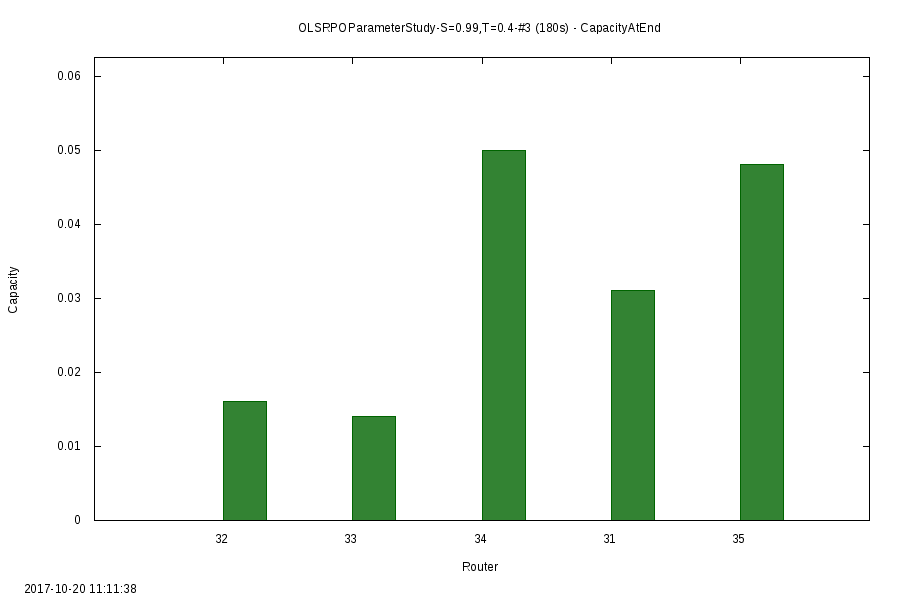 OLSRPOParameterStudy-S=0.99,T=0.4-#3 (180s) - CapacityAtEnd
0.06
0.05
0.04
0.03
0.02
0.01
0
Capacity
32 33 34 31 35
Router
2017-10-20 11:11:38